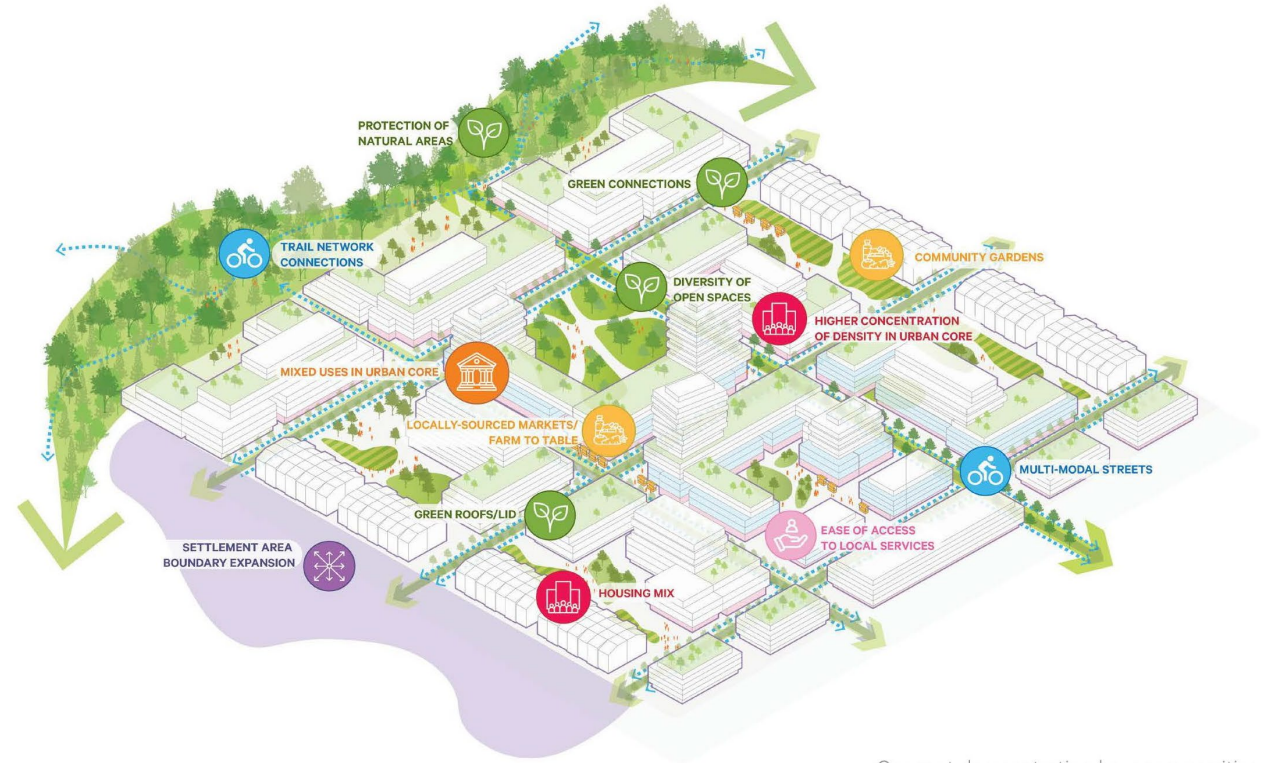 PROTECTION OF
NATURAL AREAS
GREEN CONNECTIONS
TRAIL NETWORK
CONNECTIONS
COMMUNITY GARDENS
DIVERSITY OF
OPEN SPACES
HIGHER CONCENTRATION
OF DENSITY IN URBAN CORE
MIXED USES IN URBAN CORE
LOCALLY-SOURCED MARKETS/
FARM TO TABLE
MULTI-MODAL STREETS
GREEN ROOFS/LID
EASE OF ACCESS
TO LOCAL SERVICES
SETTLEMENT AREA
BOUNDARY EXPANSION
HOUSING MIX